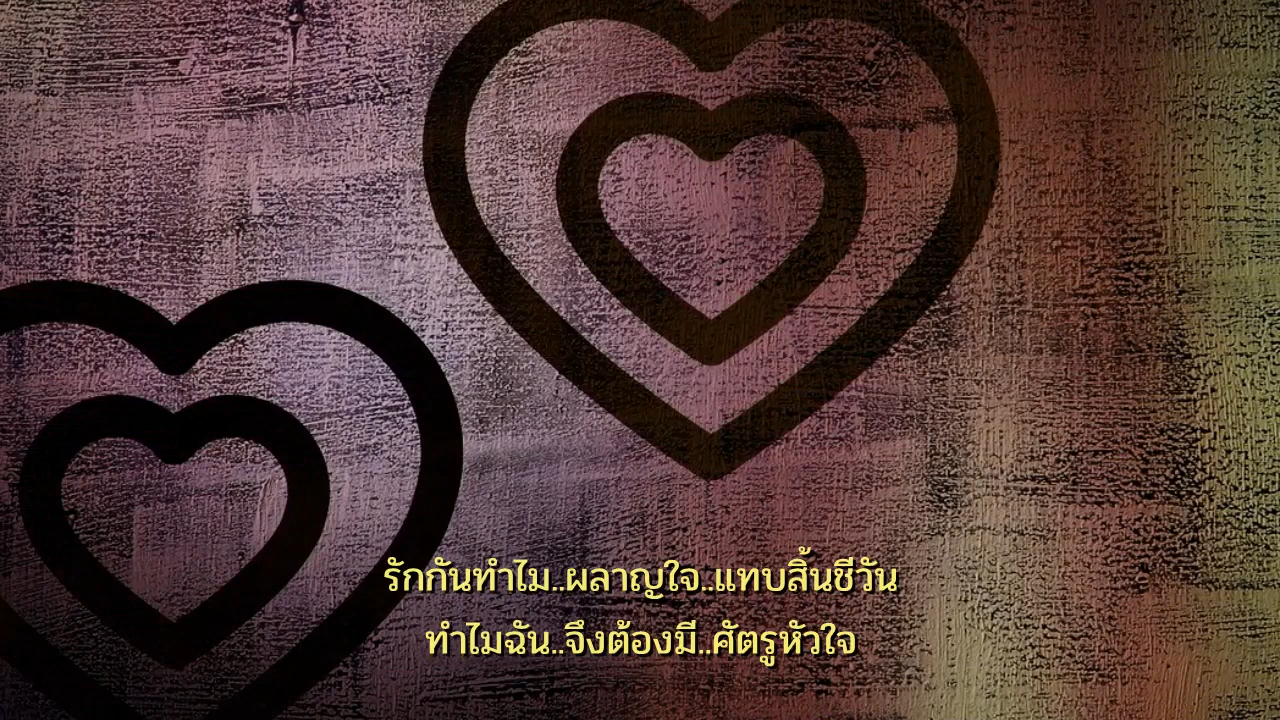 รักกันทำไม..ผลาญใจ..แทบสิ้นชีวัน
ทำไมฉัน..จึงต้องมี..ศัตรูหัวใจ